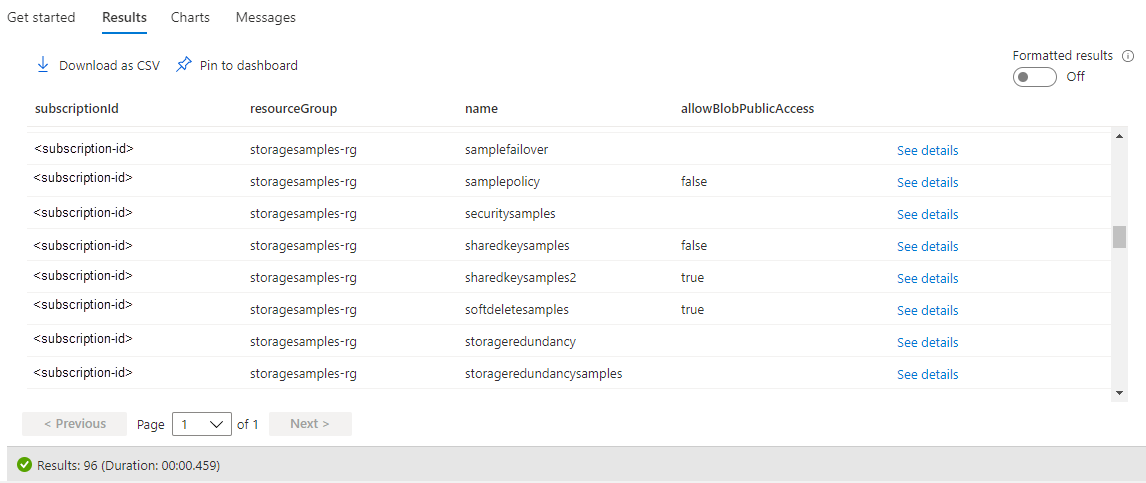 Get started Results Charts Messages
Download as CSV Pin to dashboard Formatted results
Off
subscriptionId resourceGroup name allowBlobPublicAccess
<subscription-id> storagesamples-rg samplefailover See details
<subscription-id> storagesamples-rg samplepolicy false See details
<subscription-id> storagesamples-rg securitysamples See details
<subscription-id> storagesamples-rg sharedkeysamples false See details
<subscription-id> storagesamples-rg sharedkeysamples2 true See details
<subscription-id> storagesamples-rg softdeletesamples true See details
<subscription-id> storagesamples-rg storageredundancy See details
<subscription-id> storagesamples-rg storageredundancysamples See details
< Previous Page 1 of 1 Next >
Results: 96 (Duration: 00:00.459)